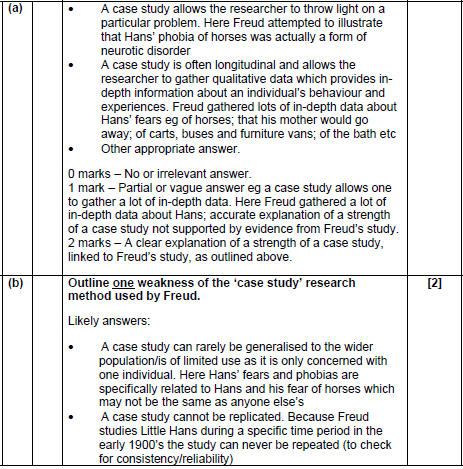 (a)
• A case study allows the researcher to throw light on a
particular problem. Here Freud attempted to illustrate
that Hans' phobia of horses was actually a form of
neurotic disorder
• A case study is often longitudinal and allows the
researcher to gather qualitative data which provides in-
depth information about an individual's behaviour and
experiences. Freud gathered lots of in-depth data about
Hans' fears eg of horses; that his mother would go
away; of carts, buses and furniture vans; of the bath etc
• Other appropriate answer.
0 marks – No or irrelevant answer.
1 mark – Partial or vague answer eg a case study allows one
to gather a lot of in-depth data. Here Freud gathered a lot of
in-depth data about Hans; accurate explanation of a strength
of a case study not supported by evidence from Freud's study.
2 marks – A clear explanation of a strength of a case study,
linked to Freud's study, as outlined above.
(b) Outline one weakness of the 'case study' research [2]
method used by Freud.
Likely answers:
• A case study can rarely be generalised to the wider
population/is of limited use as it is only concerned with
one individual. Here Hans' fears and phobias are
specifically related to Hans and his fear of horses which
may not be the same as anyone else's
• A case study cannot be replicated. Because Freud
studies Little Hans during a specific time period in the
early 1900's the study can never be repeated (to check
for consistency/reliability)